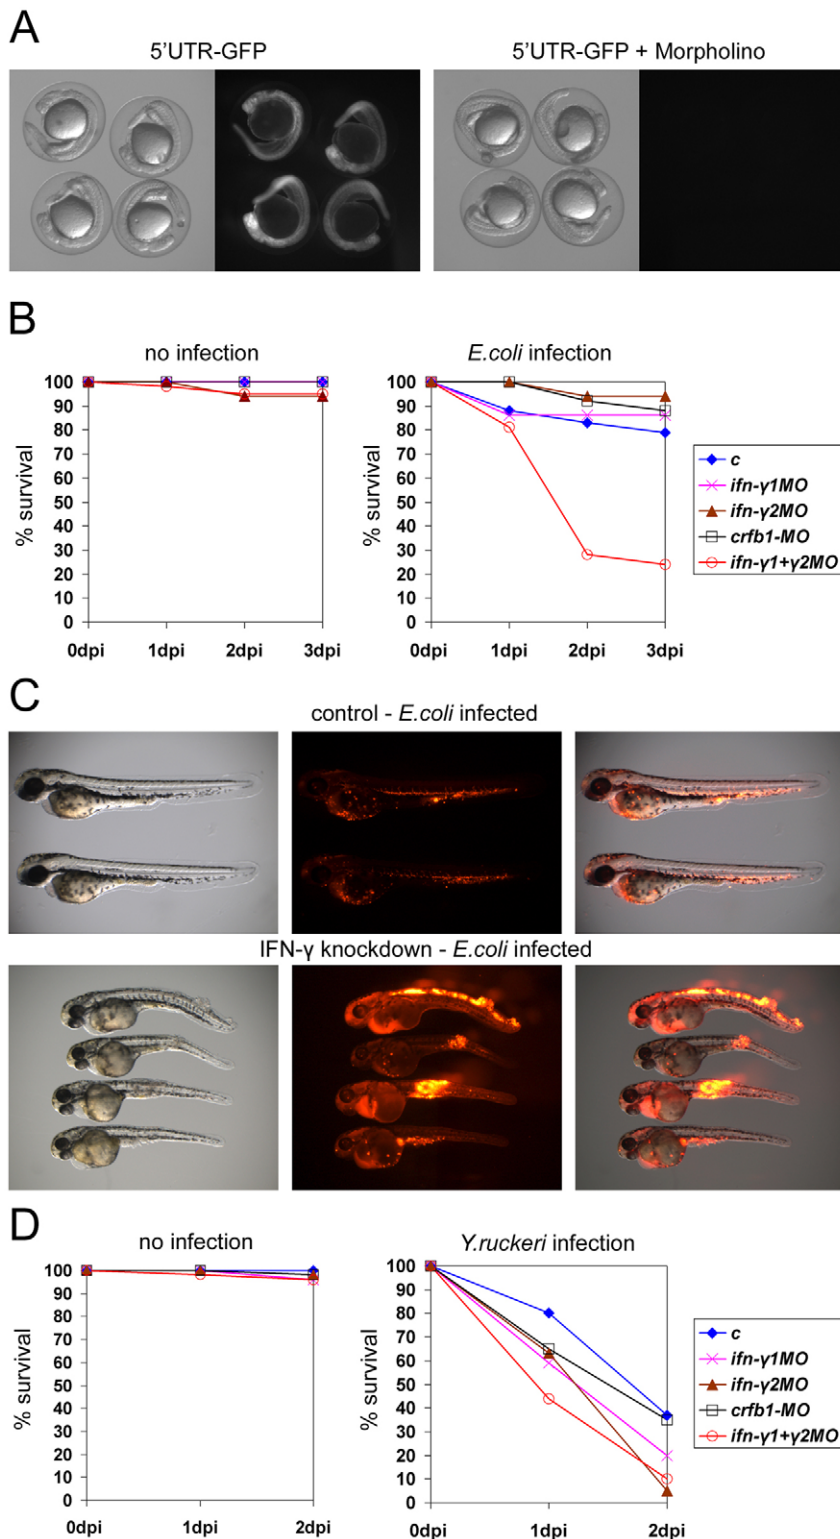 A
5'UTR-GFP 5'UTR-GFP + Morpholino
B
no infection E.coli infection
100 100
90 90
80 80
70 70
60 60
50 50
40 40
30 30
20 20
10 10
0 0
% survival % survival
0dpi 1dpi 2dpi 3dpi 0dpi 1dpi 2dpi 3dpi
c
ifn-γ1MO
ifn-γ2MO
crfb1-MO
ifn-γ1+γ2MO
C
control - E.coli infected
IFN-γ knockdown - E.coli infected
D
no infection Y.ruckeri infection
100 100
90 90
80 80
70 70
60 60
50 50
40 40
30 30
20 20
10 10
0 0
% survival % survival
0dpi 1dpi 2dpi 0dpi 1dpi 2dpi
c
ifn-γ1MO
ifn-γ2MO
crfb1-MO
ifn-γ1+γ2MO